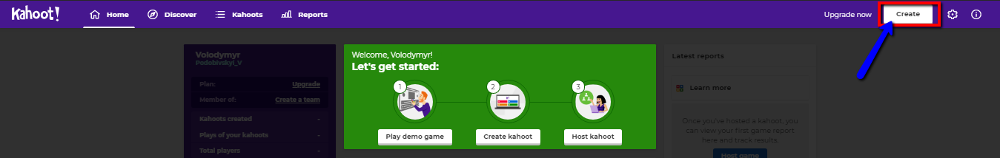 Kahoot!
Home
Discover
Kahoots
Reports
Upgrade now
Create
Volodymyr
Podobivskyi_V
Plan: Upgrade
Member of: Create a team
Kahoots created -
Plays of your kahoots -
Total players -
Welcome, Volodymyr!
Let's get started:
1
2
3
Play demo game
Create kahoot
Host kahoot
Latest reports
Learn more
Once you've hosted a kahoot, you
can view your first game report
here and track results.
Host game